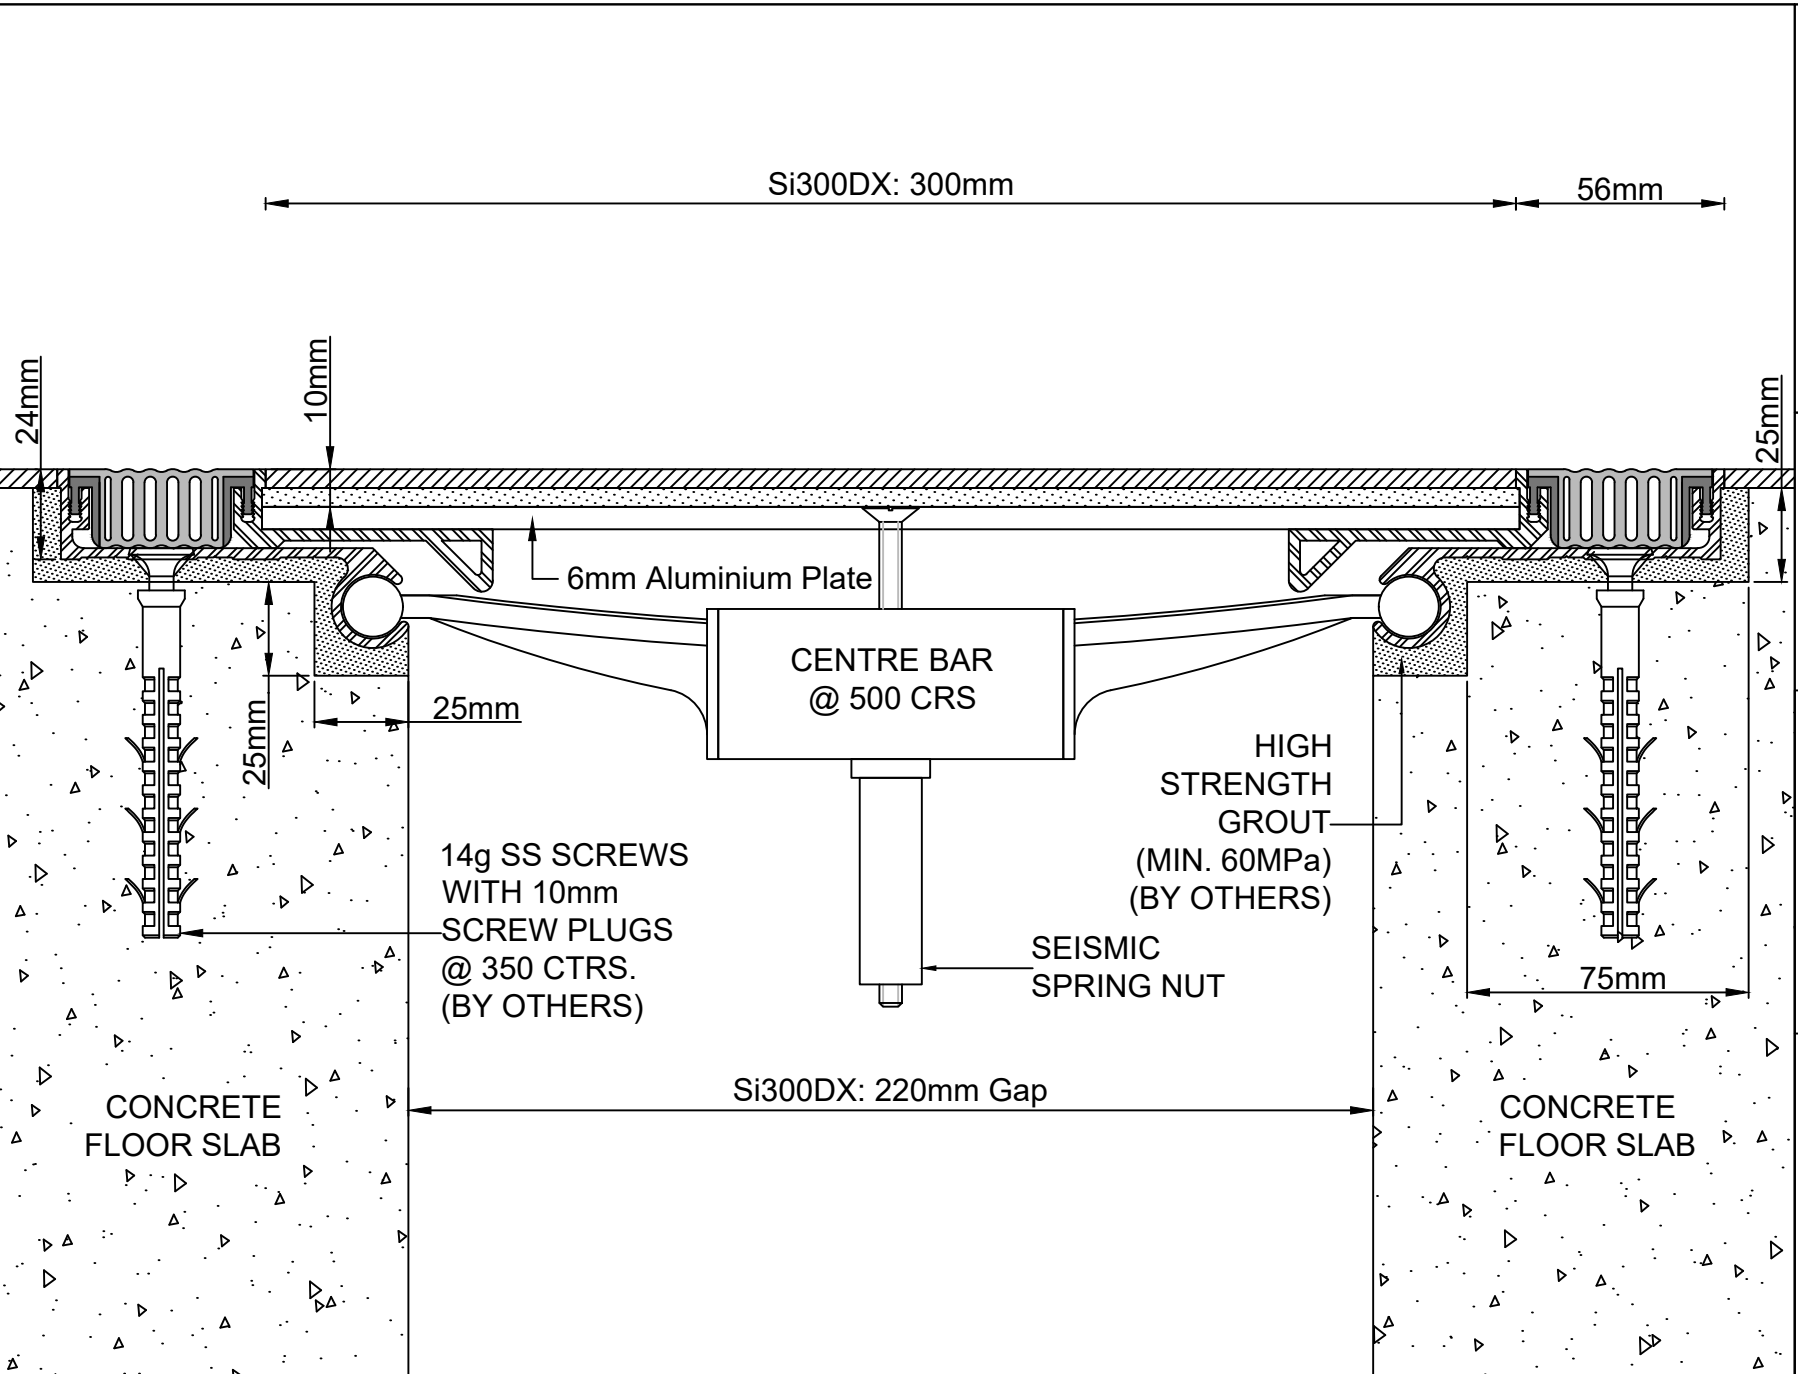 Si300DX: 300mm
56mm
24mm
10mm
25mm
6mm Aluminium Plate
CENTRE BAR
@ 500 CRS
25mm
25mm
HIGH
STRENGTH
GROUT
(MIN. 60MPa)
(BY OTHERS)
14g SS SCREWS
WITH 10mm
SCREW PLUGS
@ 350 CTRS.
(BY OTHERS)
SEISMIC
SPRING NUT
75mm
Si300DX: 220mm Gap
CONCRETE
FLOOR SLAB
CONCRETE
FLOOR SLAB